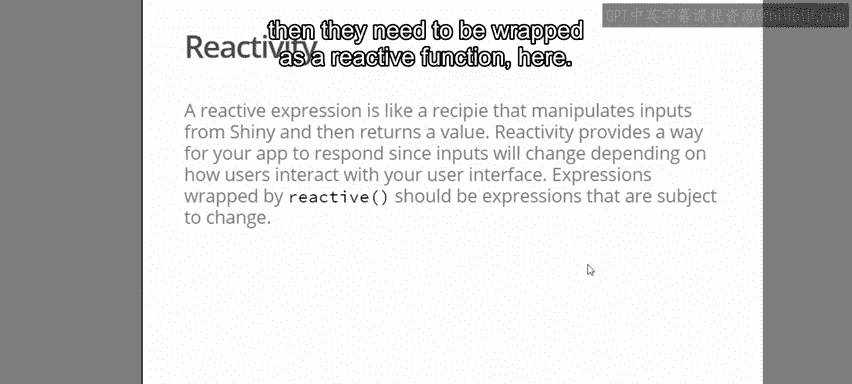 then they need to be wrapped
as a reactive function, here.
Reactivity
A reactive expression is like a recipie that manipulates inputs
from Shiny and then returns a value. Reactivity provides a way
for your app to respond since inputs will change depending on
how users interact with your user interface. Expressions
wrapped by reactive() should be expressions that are subject
to change.